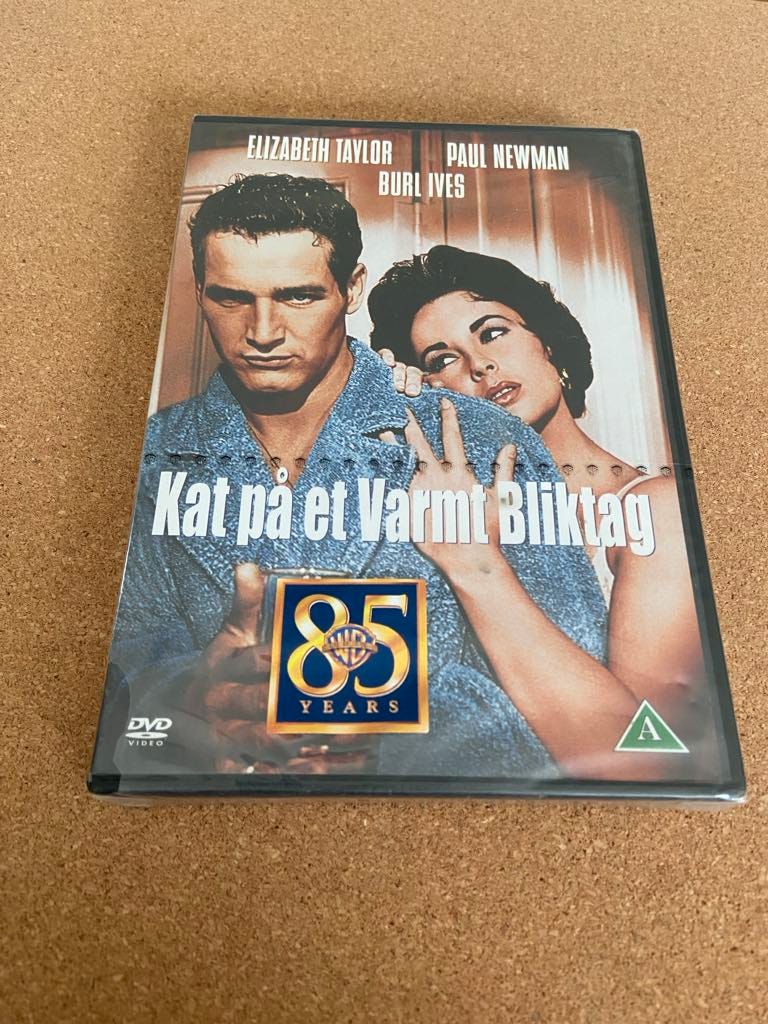 ELIZABETH TAYLOR PAUL NEWMAN
BURL IVES
Kat på et Varmt Bliktag
85
WB
YEARS
DVD
VIDEO
A